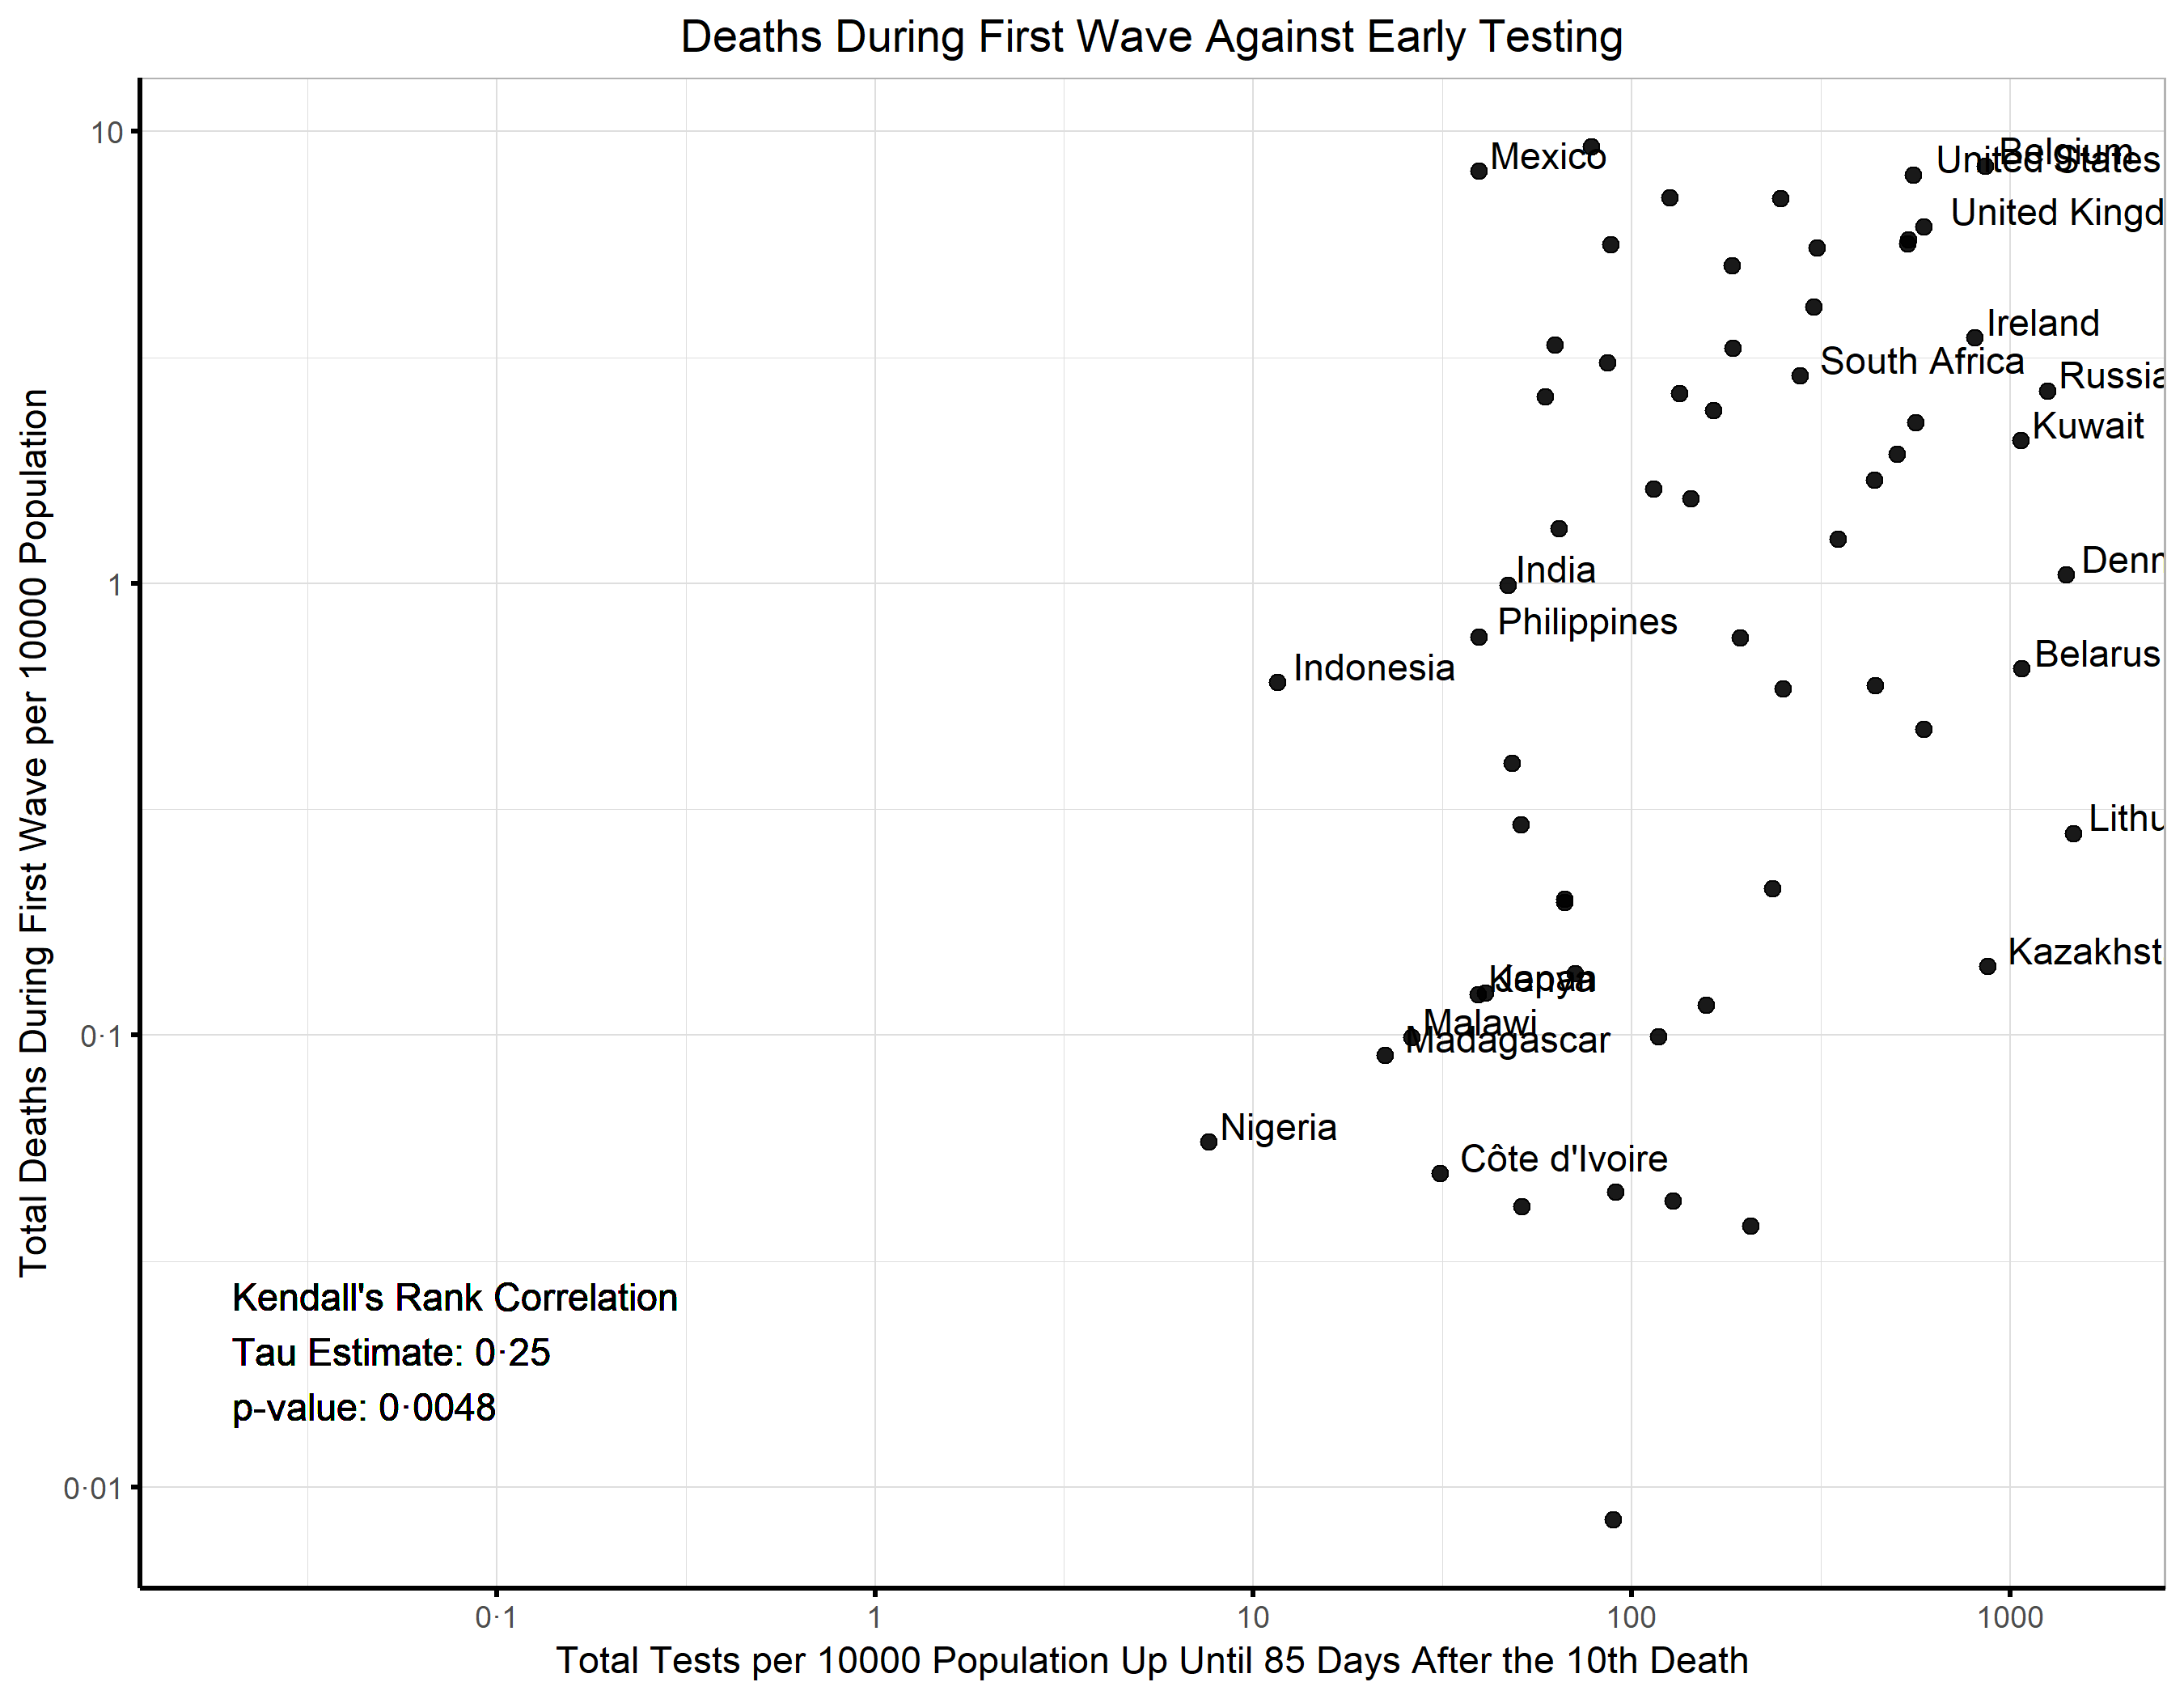 Deaths During First Wave Against Early Testing
Total Deaths During First Wave per 10000 Population
10
1
0·1
0·01
Mexico
Belgium
United States
United Kingd
Ireland
South Africa
Russia
Kuwait
India
Denm
Philippines
Belarus
Indonesia
Lithu
Kazakhst
Kenya
Japan
Malawi
Madagascar
Nigeria
Côte d'Ivoire
Kendall's Rank Correlation
Tau Estimate: 0·25
p-value: 0·0048
0·1
1
10
100
1000
Total Tests per 10000 Population Up Until 85 Days After the 10th Death